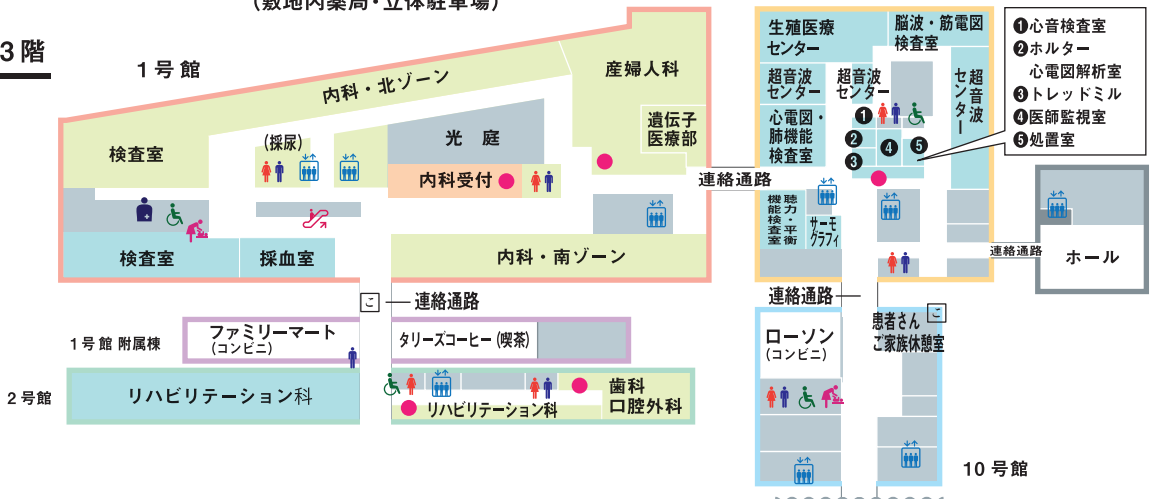 (敷地内薬局・立体駐車場)
3階
1号館
内科・北ゾーン
産婦人科
遺伝子
医療部
検査室
(採尿)
光庭
内科受付
検査室
採血室
内科・南ゾーン
連絡通路
生殖医療
センター
脳波・筋電図
検査室
超音波
センター
超音波
センター
超音波
センター
心電図・
肺機能
検査室
❶
❷
❸
❹
❺
❶心音検査室
❷ホルター
心電図解析室
❸トレッドミル
❹医師監視室
❺処置室
聴力・平衡
機能検査室
サーモ
グラフィ
連絡通路
ホール
こ
連絡通路
連絡通路
1号館 附属棟
ファミリーマート
(コンビニ)
タリーズコーヒー(喫茶)
2号館
リハビリテーション科
リハビリテーション科
歯科
口腔外科
ローソン
(コンビニ)
こ
患者さん
ご家族休憩室
10号館